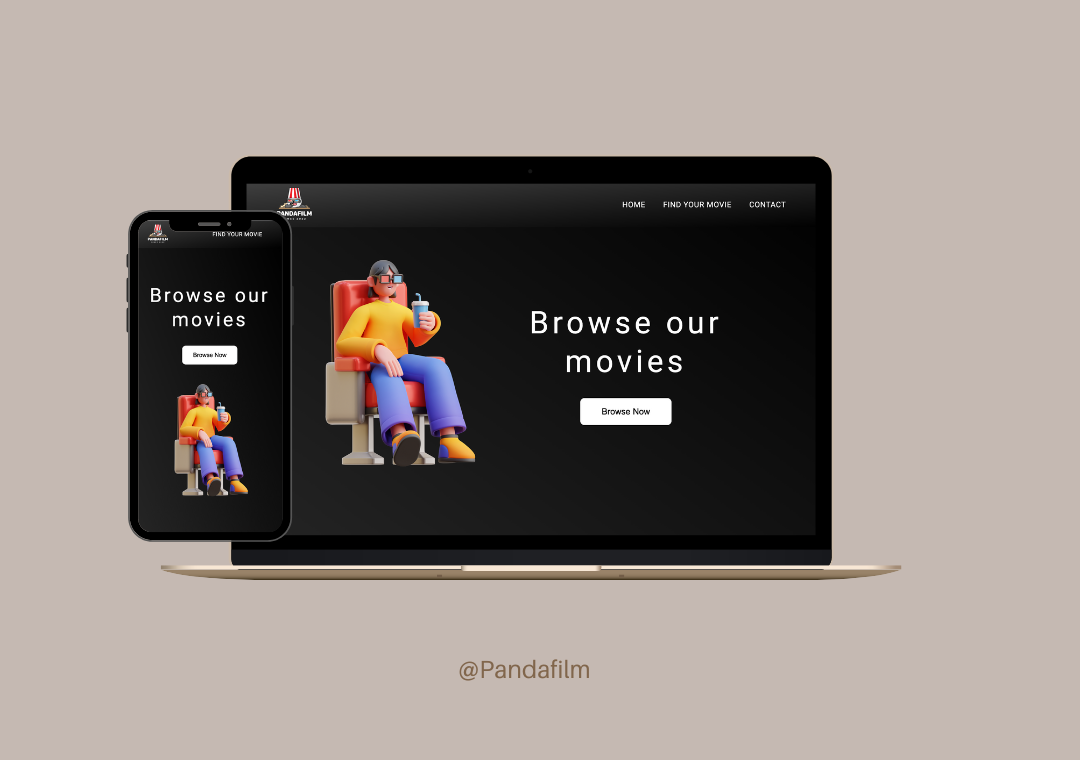 PANDAFILM
HOME FIND YOUR MOVIE CONTACT
Browse our
movies
Browse Now
PANDAFILM
FIND YOUR MOVIE
Browse our
movies
Browse Now
@Pandafilm